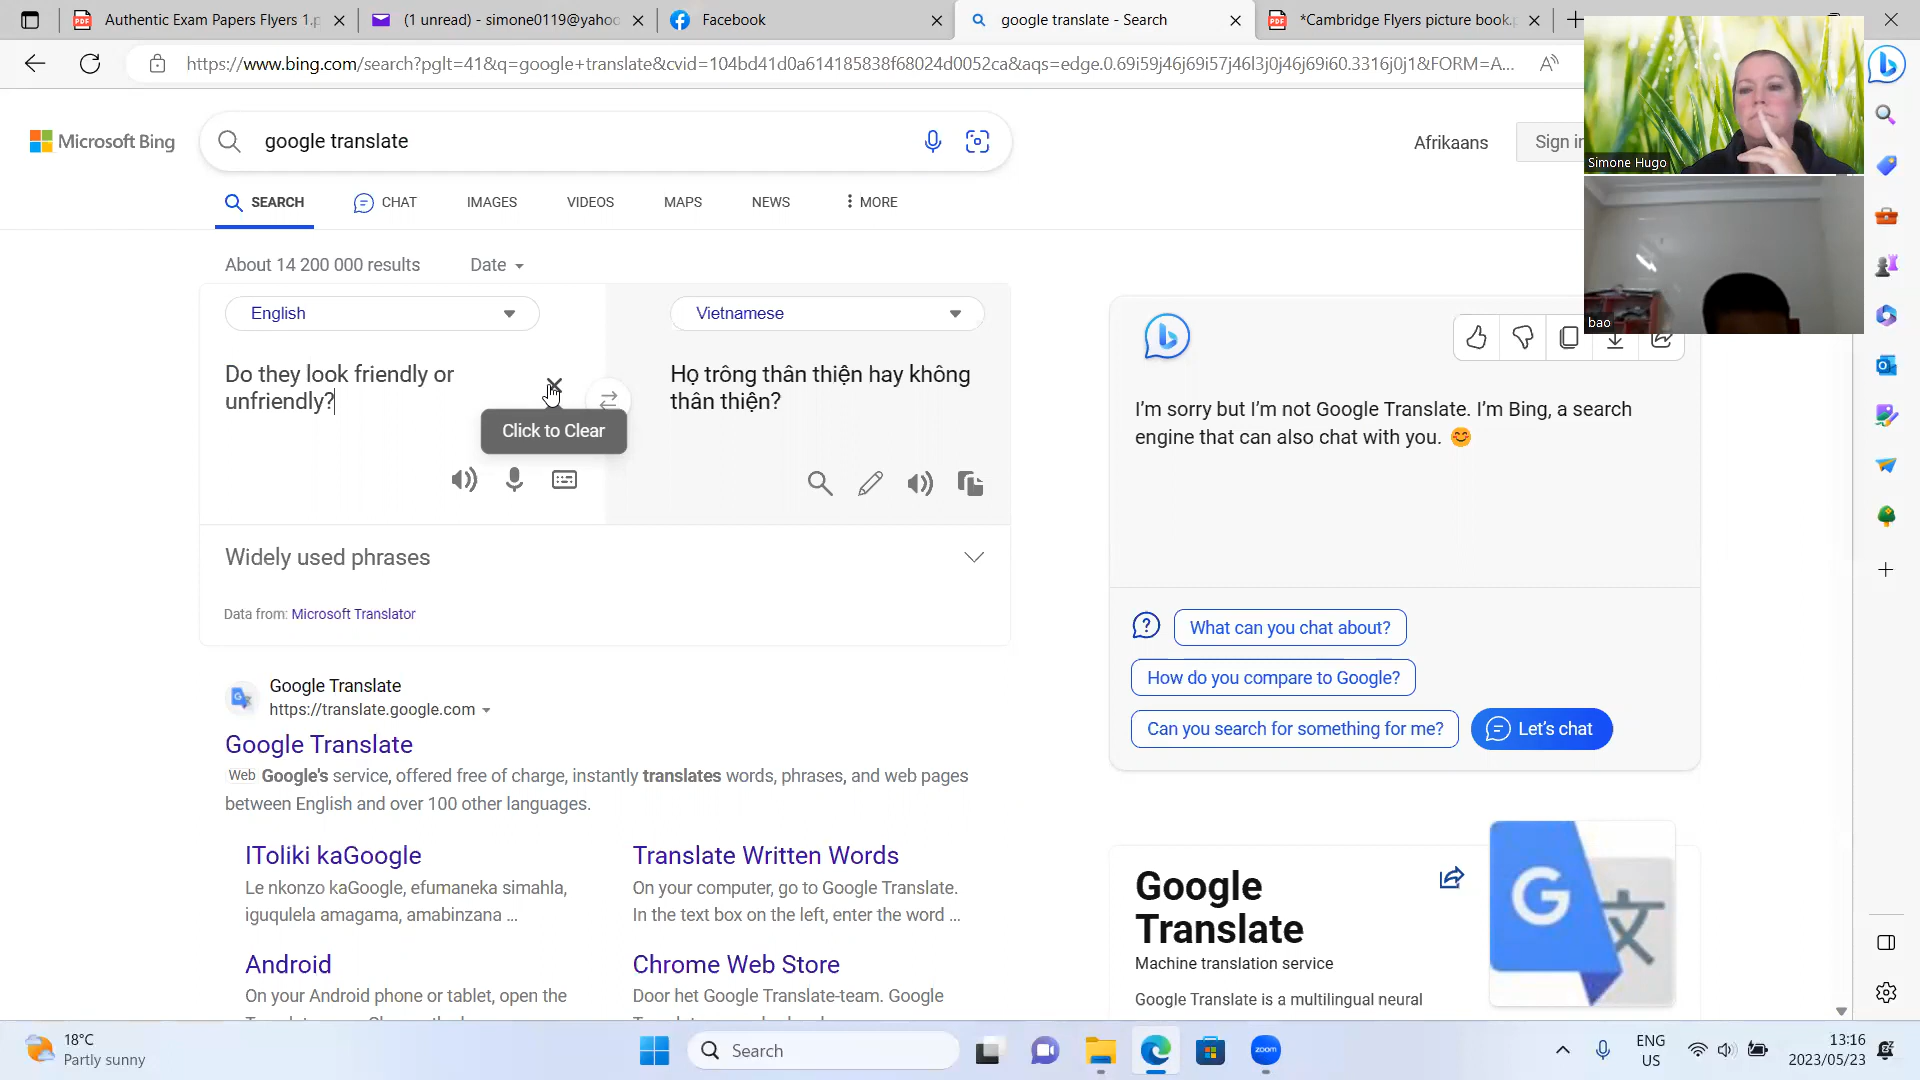 Authentic Exam Papers Flyers 1.p
(1 unread) - simone0119@yahoo
Facebook
google translate - Search
*Cambridge Flyers picture book.p
https://www.bing.com/search?pglt=41&q=google+translate&cvid=104bd41d0a614185838f68024d0052ca&aqs=edge.0.69i59j46j69i57j46l3j0j46j69i60.3316j0j1&FORM=A...
Simone Hugo
bao
Microsoft Bing
google translate
Afrikaans
Sign in
SEARCH
CHAT
IMAGES
VIDEOS
MAPS
NEWS
MORE
About 14 200 000 results
Date
English
Vietnamese
Do they look friendly or
unfriendly?
Họ trông thân thiện hay không
thân thiện?
Click to Clear
Widely used phrases
Data from: Microsoft Translator
I'm sorry but I'm not Google Translate. I'm Bing, a search
engine that can also chat with you. 😊
What can you chat about?
How do you compare to Google?
Can you search for something for me?
Let's chat
Google Translate
https://translate.google.com
Google Translate
Web Google's service, offered free of charge, instantly translates words, phrases, and web pages
between English and over 100 other languages.
IToliki kaGoogle
Le nkonzo kaGoogle, efumaneka simahla,
iguqulela amagama, amabinzana ...
Translate Written Words
On your computer, go to Google Translate.
In the text box on the left, enter the word ...
Android
On your Android phone or tablet, open the
Chrome Web Store
Door het Google Translate-team. Google
Google
Translate
Machine translation service
Google Translate is a multilingual neural
18°C
Partly sunny
Search
zoom
ENG
US
13:16
2023/05/23